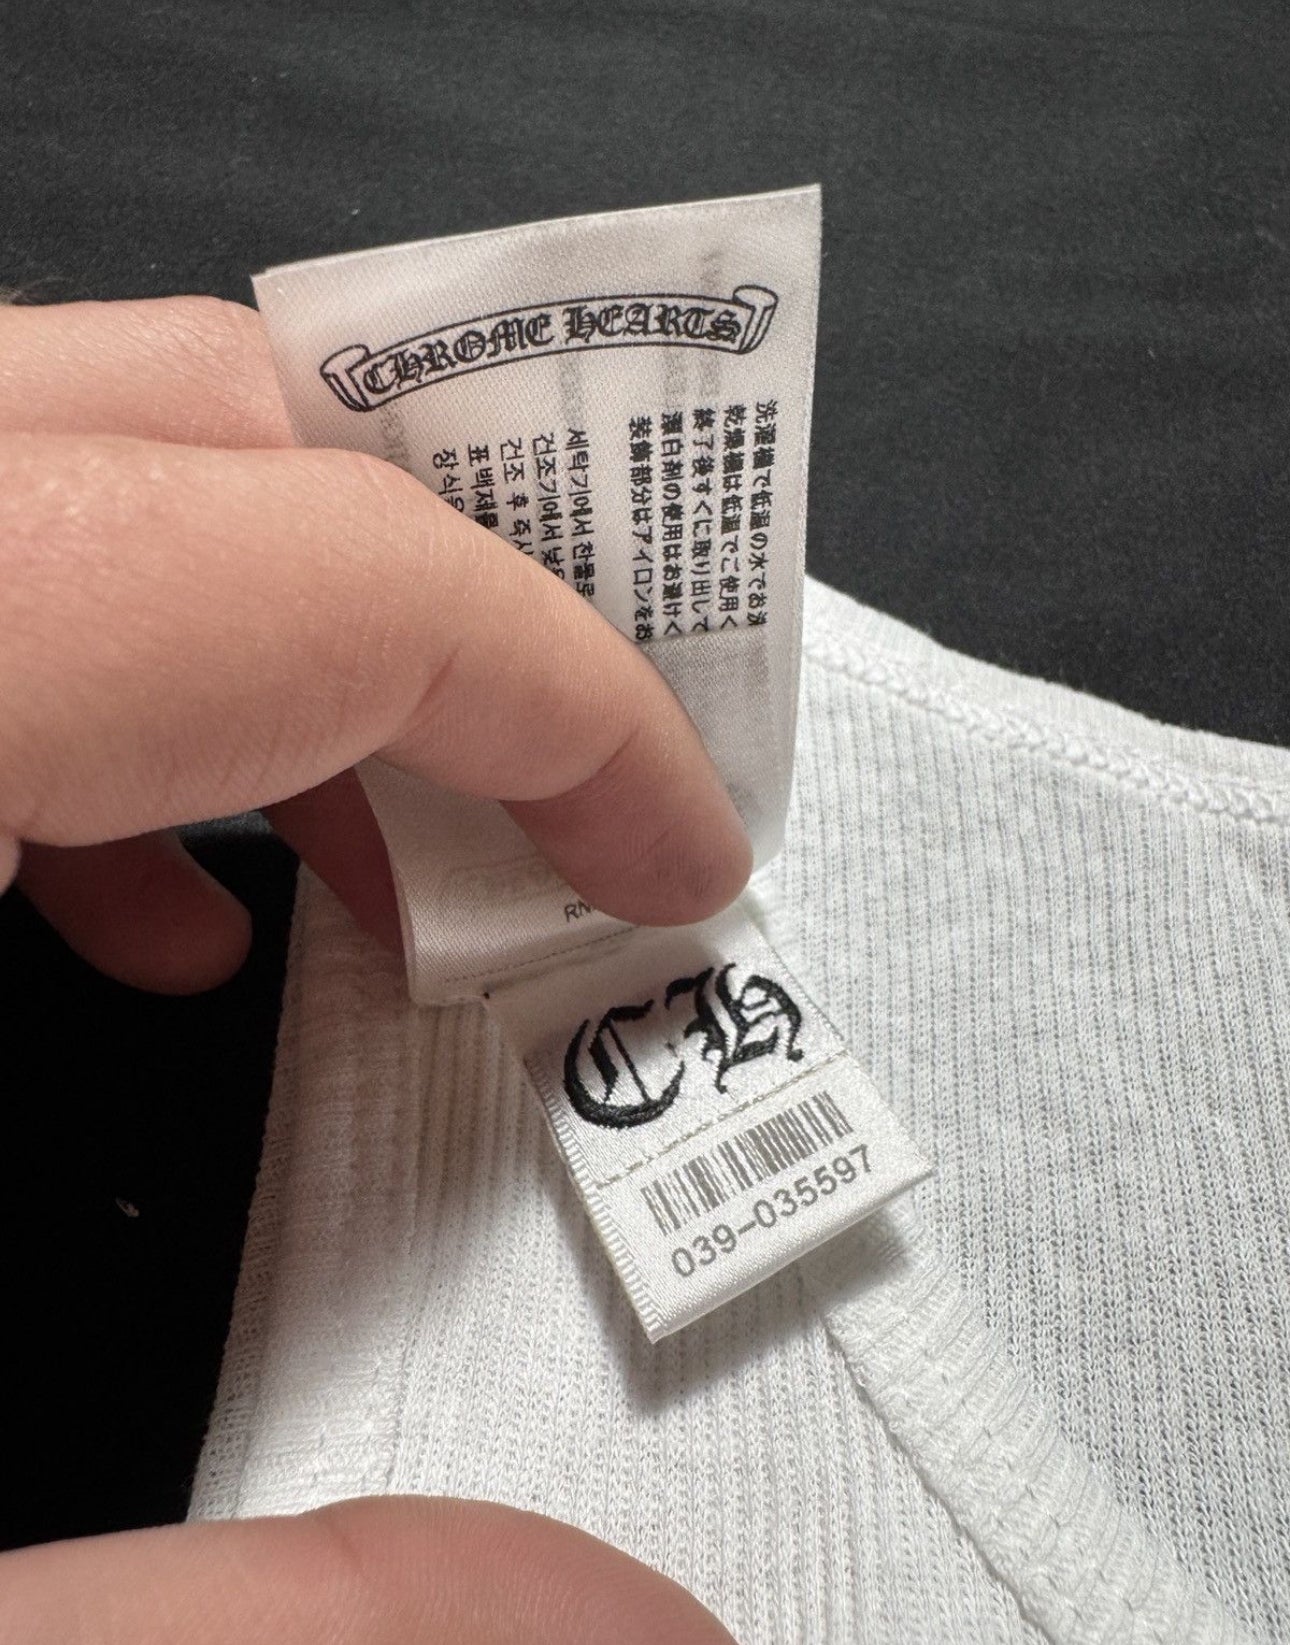 CHROME HEARTS
洗濯機で低温の水でお
乾燥機は低温でご使用く
終了後すぐに取り出して
漂白剤の使用はお避けく
装飾部分はアイロンをお
세탁기에서 찬물로
건조기에서
건조 후
RN
CH
039-035597